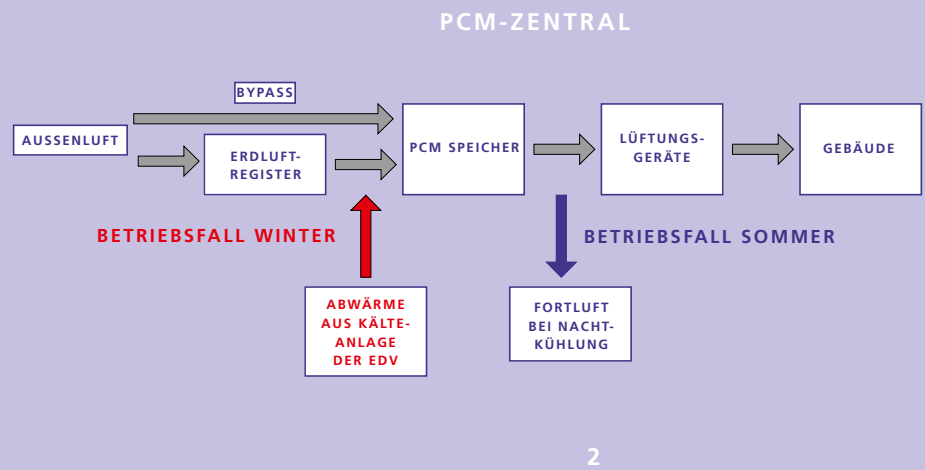 PCM-ZENTRAL
BYPASS
AUSSENLUFT
ERDLUFT-
REGISTER
PCM SPEICHER
LÜFTUNGS-
GERÄTE
GEBÄUDE
BETRIEBSFALL WINTER
BETRIEBSFALL SOMMER
ABWÄRME
AUS KÄLTE-
ANLAGE
DER EDV
FORTLUFT
BEI NACHT-
KÜHLUNG
2